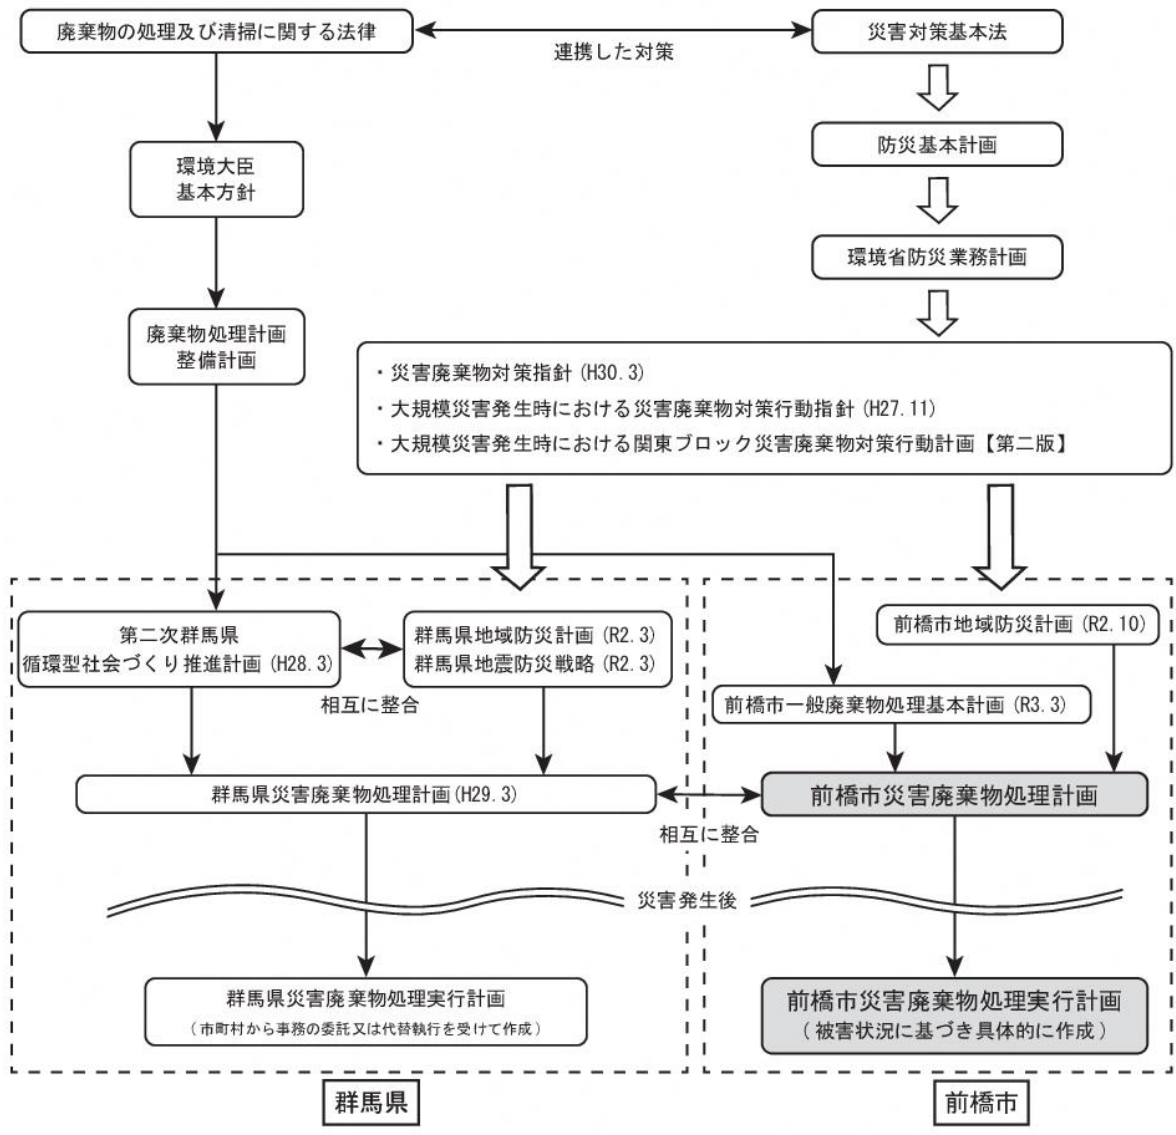 廃棄物の処理及び清掃に関する法律
連携した対策
災害対策基本法
環境大臣
基本方針
防災基本計画
環境省防災業務計画
廃棄物処理計画
整備計画
・災害廃棄物対策指針(H30.3)
・大規模災害発生時における災害廃棄物対策行動指針(H27.11)
・大規模災害発生時における関東ブロック災害廃棄物対策行動計画【第二版】
第二次群馬県
循環型社会づくり推進計画(H28.3)
群馬県地域防災計画(R2.3)
群馬県地震防災戦略(R2.3)
相互に整合
前橋市地域防災計画(R2.10)
前橋市一般廃棄物処理基本計画(R3.3)
群馬県災害廃棄物処理計画(H29.3)
前橋市災害廃棄物処理計画
相互に整合
災害発生後
群馬県災害廃棄物処理実行計画
(市町村から事務の委託又は代替執行を受けて作成)
前橋市災害廃棄物処理実行計画
(被害状況に基づき具体的に作成)
群馬県
前橋市